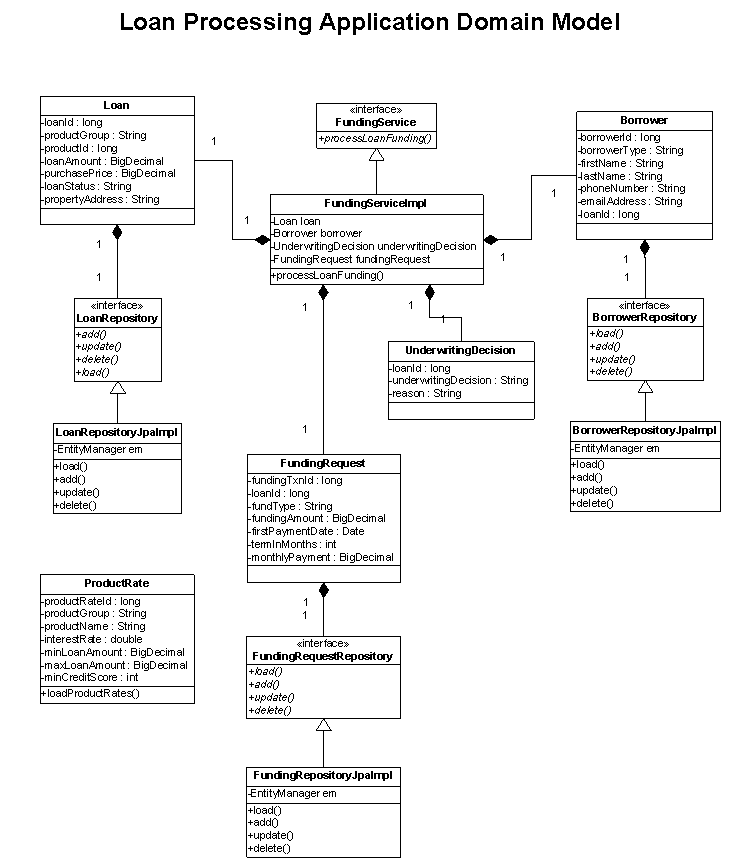 Loan Processing Application Domain Model
Loan
-loanId : long
-productGroup : String
-productId : long
-loanAmount : BigDecimal
-purchasePrice : BigDecimal
-loanStatus : String
-propertyAddress : String
1
1
1
1
«interface»
LoanRepository
+add()
+update()
+delete()
+load()
LoanRepositoryJpaImpl
-EntityManager em
+load()
+add()
+update()
+delete()
«interface»
FundingService
+processLoanFunding()
FundingServiceImpl
-Loan loan
-Borrower borrower
-UnderwritingDecision underwritingDecision
-FundingRequest fundingRequest
+processLoanFunding()
1
1
1
1
1
1
UnderwritingDecision
-loanId : long
-underwritingDecision : String
-reason : String
Borrower
-borrowerId : long
-borrowerType : String
-firstName : String
-lastName : String
-phoneNumber : String
-emailAddress : String
-loanId : long
1
1
«interface»
BorrowerRepository
+load()
+add()
+update()
+delete()
BorrowerRepositoryJpaImpl
-EntityManager em
+load()
+add()
+update()
+delete()
FundingRequest
-fundingTxnId : long
-loanId : long
-fundType : String
-fundingAmount : BigDecimal
-firstPaymentDate : Date
-termInMonths : int
-monthlyPayment : BigDecimal
1
1
«interface»
FundingRequestRepository
+load()
+add()
+update()
+delete()
FundingRepositoryJpaImpl
-EntityManager em
+load()
+add()
+update()
+delete()
ProductRate
-productRateId : long
-productGroup : String
-productName : String
-interestRate : double
-minLoanAmount : BigDecimal
-maxLoanAmount : BigDecimal
-minCreditScore : int
+loadProductRates()